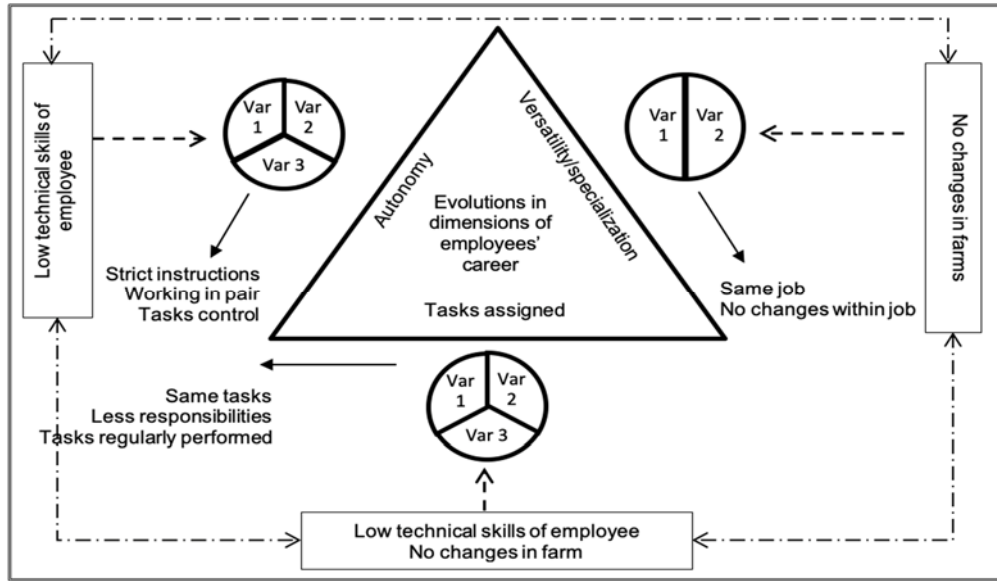 Low technical skills of
employee
Var
1
Var
2
Var 3
Strict instructions
Working in pair
Tasks control
Autonomy
Versatility/specialization
Evolutions in
dimensions of
employees'
career
Tasks assigned
Var
1
Var
2
Same job
No changes within job
No changes in farms
Same tasks
Less responsibilities
Tasks regularly performed
Var
1
Var
2
Var 3
Low technical skills of employee
No changes in farm